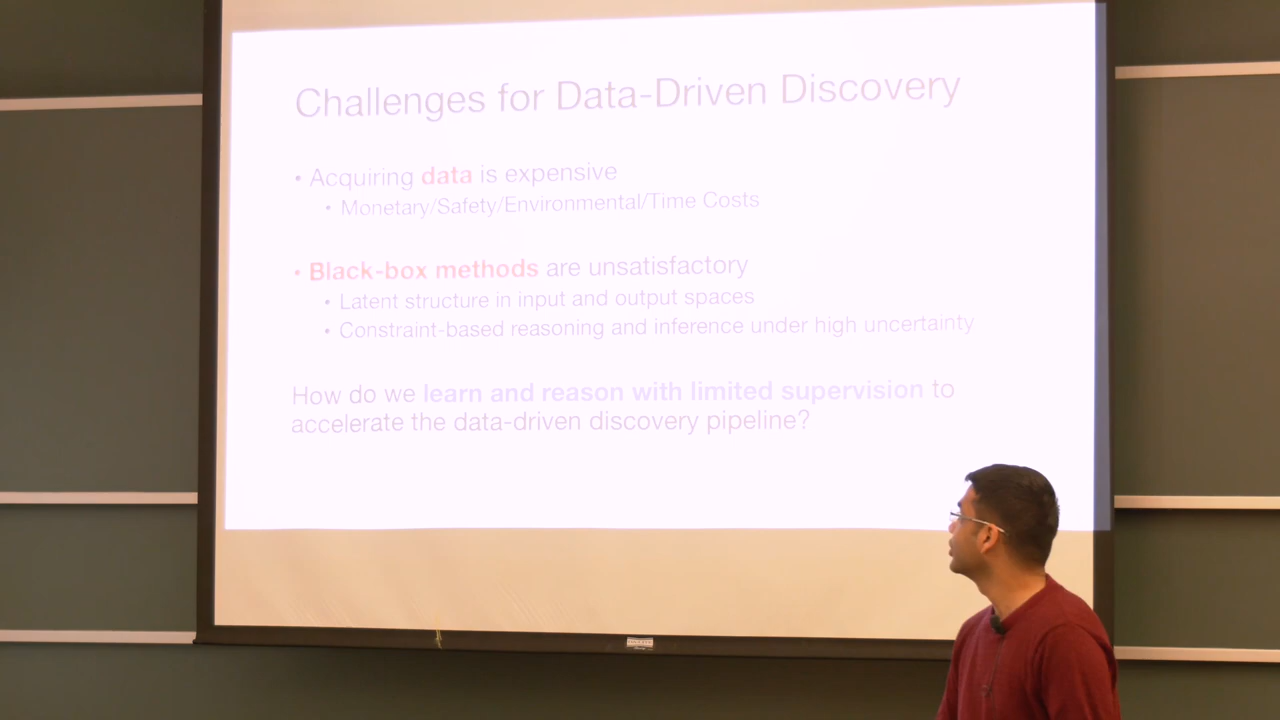 Challenges for Data-Driven Discovery
• Acquiring data is expensive
• Monetary/Safety/Environmental/Time Costs
• Black-box methods are unsatisfactory
• Latent structure in input and output spaces
• Constraint-based reasoning and inference under high uncertainty
How do we learn and reason with limited supervision to
accelerate the data-driven discovery pipeline?